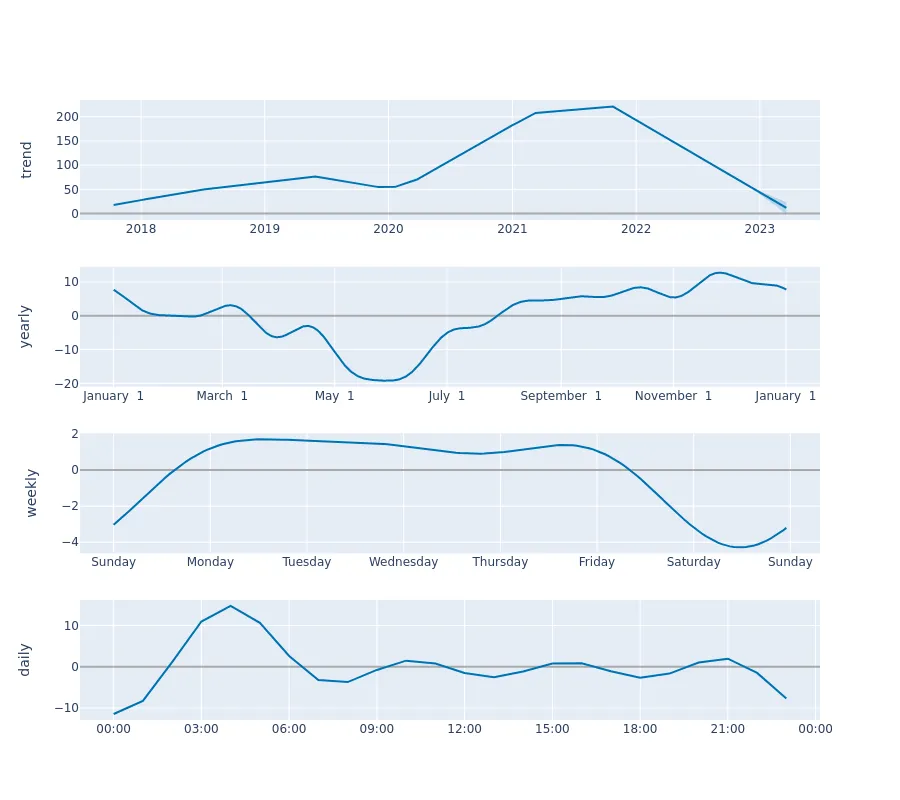 trend
200
150
100
50
0
2018 2019 2020 2021 2022 2023
yearly
10
0
−10
−20
January 1 March 1 May 1 July 1 September 1 November 1 January 1
weekly
2
0
−2
−4
Sunday Monday Tuesday Wednesday Thursday Friday Saturday Sunday
daily
10
0
−10
00:00 03:00 06:00 09:00 12:00 15:00 18:00 21:00 00:00